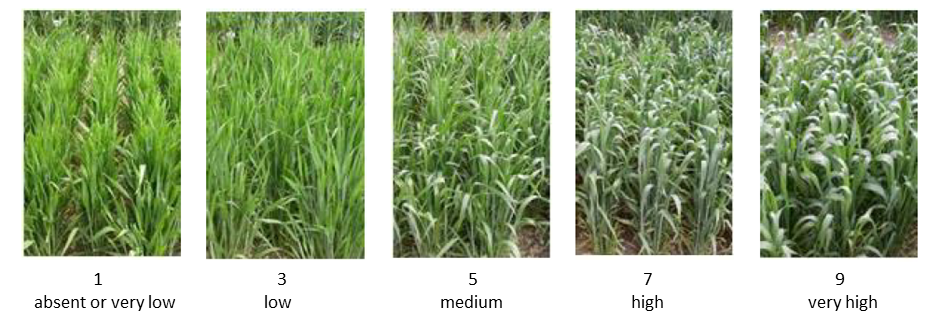 1 3 5 7 9
absent or very low low medium high very high